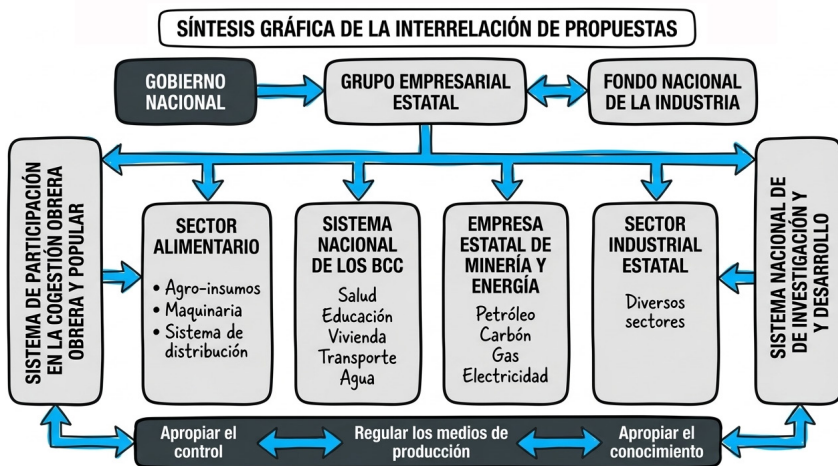 SÍNTESIS GRÁFICA DE LA INTERRELACIÓN DE PROPUESTAS
GOBIERNO
NACIONAL
GRUPO EMPRESARIAL
ESTATAL
FONDO NACIONAL
DE LA INDUSTRIA
SISTEMA DE PARTICIPACIÓN
EN LA COGESTIÓN OBRERA
OBRERA Y POPULAR
SECTOR
ALIMENTARIO
• Agro-insumos
• Maquinaria
• Sistema de
distribución
SISTEMA
NACIONAL
DE LOS BCC
Salud
Educación
Vivienda
Transporte
Agua
EMPRESA
ESTATAL DE
MINERÍA Y
ENERGÍA
Petróleo
Carbón
Gas
Electricidad
SECTOR
INDUSTRIAL
ESTATAL
Diversos
sectores
SISTEMA NACIONAL
DE INVESTIGACIÓN Y
Y DESARROLLO
Apropiar el
control
Regular los medios de
producción
Apropiar el
conocimiento